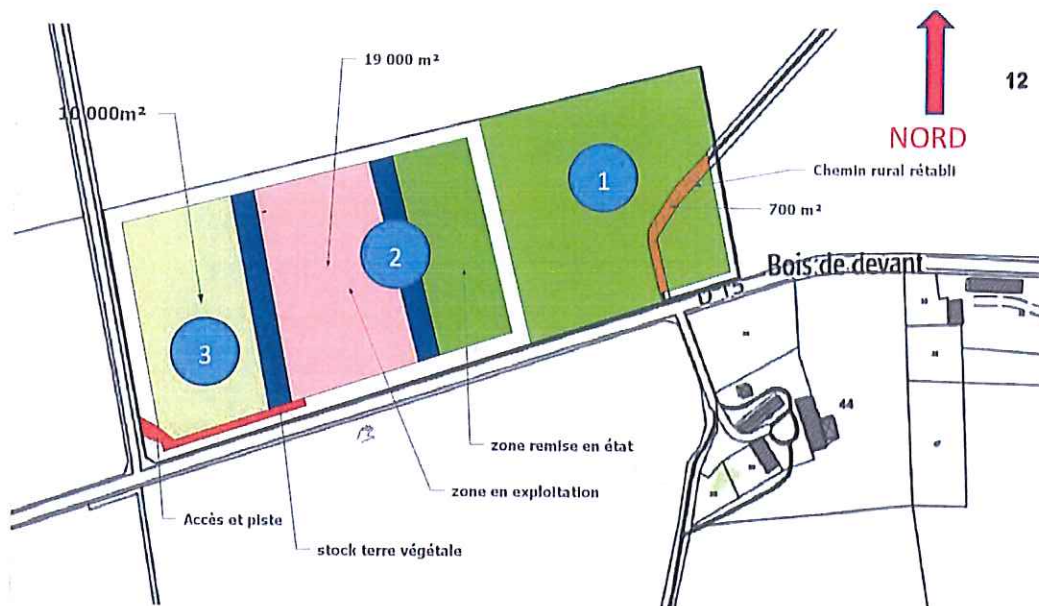 19 000 m²
10 000m²
12
NORD
1
Chemin rural rétabli
700 m²
2
Bois de devant
D 15
3
44
zone remise en état
zone en exploitation
Accès et piste
stock terre végétale